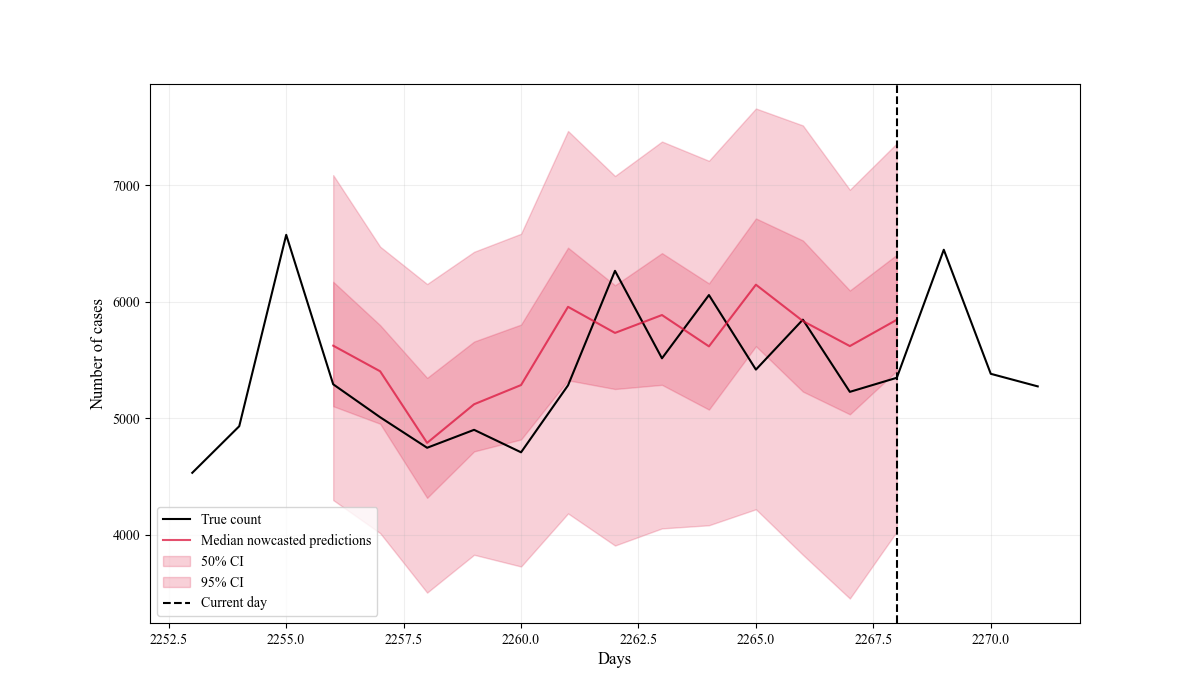 7000
6000
5000
4000
Number of cases
True count
Median nowcasted predictions
50% CI
95% CI
Current day
2252.5 2255.0 2257.5 2260.0 2262.5 2265.0 2267.5 2270.0
Days